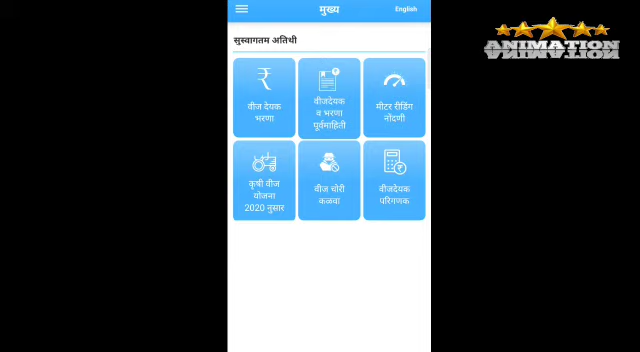 मुख्य
English
सुस्वागतम अतिथी
वीज देयक
भरणा
वीजदेयक
व भरणा
पूर्वमाहिती
मीटर रीडिंग
नोंदणी
कृषी वीज
योजना
2020 नुसार
वीज चोरी
कळवा
वीजदेयक
परिगणक
ANIMATION